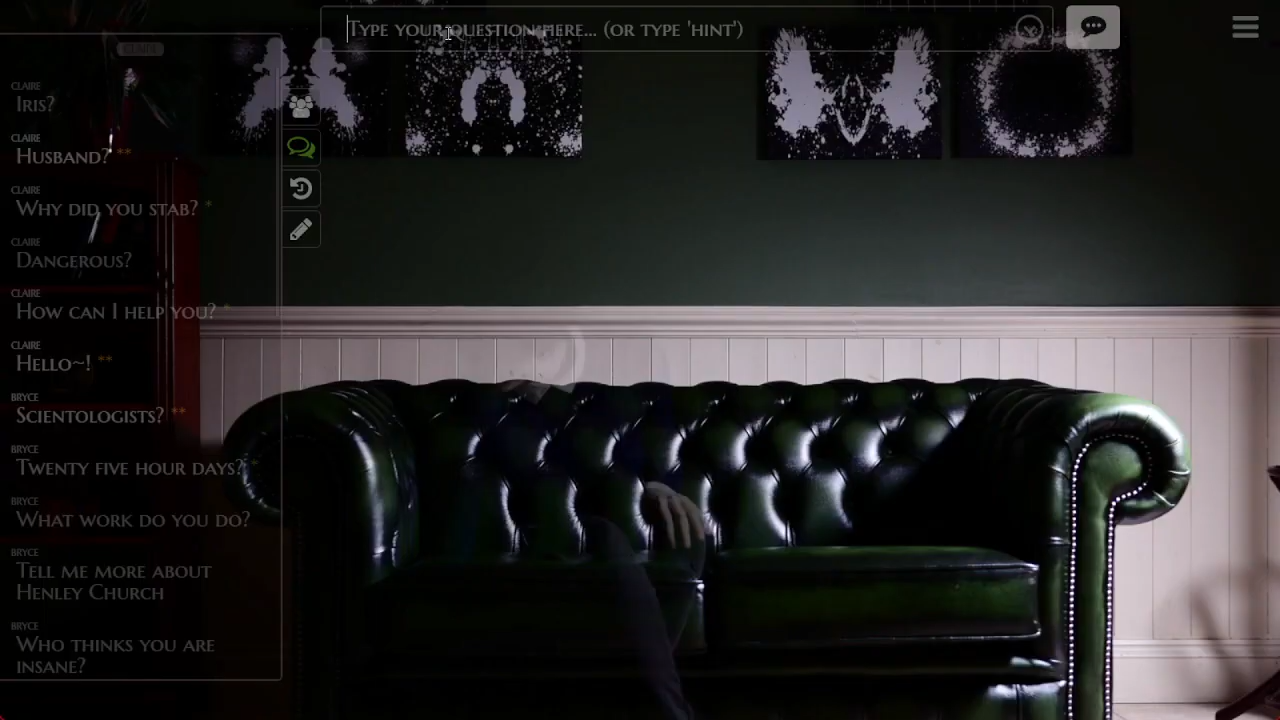 Type your question here... (or type 'hint')
Claire
Claire
Iris?
Claire
Husband? **
Claire
Why did you stab? *
Claire
Dangerous?
Claire
How can I help you? *
Claire
Hello~! **
Bryce
Scientologists? **
Bryce
Twenty five hour days? *
Bryce
What work do you do?
Bryce
Tell me more about
Henley Church
Bryce
Who thinks you are
insane?